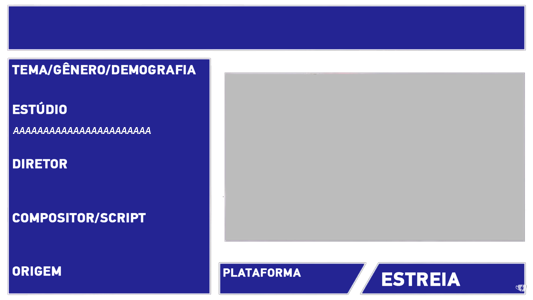 TEMA/GÊNERO/DEMOGRAFIA
ESTÚDIO
AAAAAAAAAAAAAAAAAAAAAAA
DIRETOR
COMPOSITOR/SCRIPT
ORIGEM
PLATAFORMA
ESTREIA